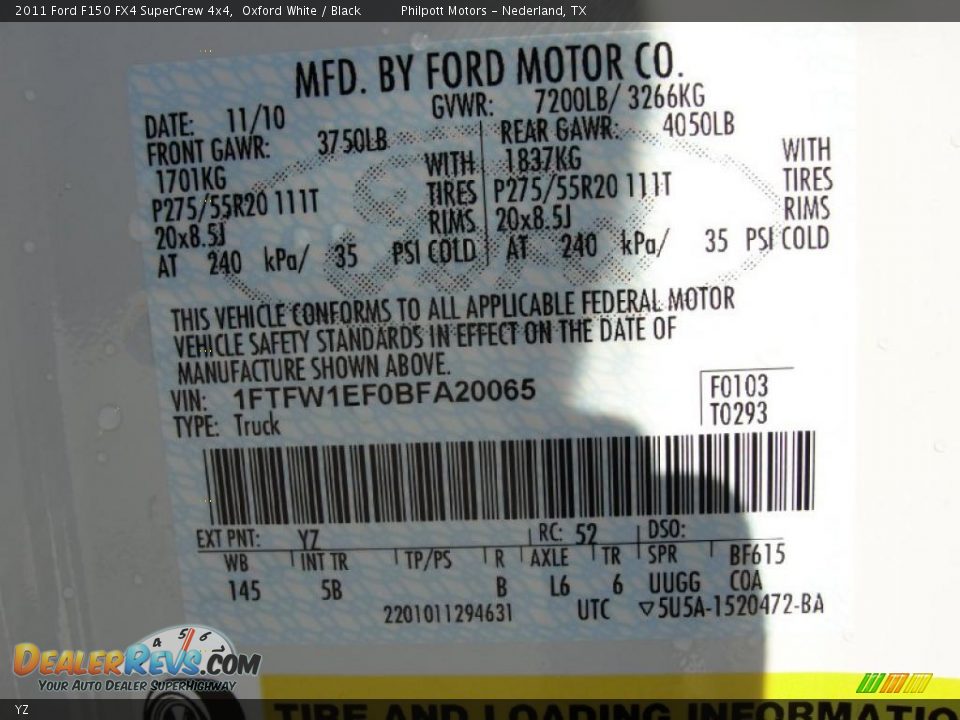 2011 Ford F150 FX4 SuperCrew 4x4, Oxford White / Black Philpott Motors - Nederland, TX
MFD. BY FORD MOTOR CO.
DATE: 11/10 GVWR: 7200LB/ 3266KG
FRONT GAWR: 3750LB REAR GAWR: 4050LB
1701KG WITH 1837KG WITH
P275/55R20 111T TIRES P275/55R20 111T TIRES
20x8.5J RIMS 20x8.5J RIMS
AT 240 kPa/ 35 PSI COLD AT 240 kPa/ 35 PSI COLD
THIS VEHICLE CONFORMS TO ALL APPLICABLE FEDERAL MOTOR
VEHICLE SAFETY STANDARDS IN EFFECT ON THE DATE OF
MANUFACTURE SHOWN ABOVE.
VIN: 1FTFW1EF0BFA20065 F0103
TYPE: Truck T0293
EXT PNT: YZ RC: 52 DSO:
WB INT TR TP/PS R AXLE TR SPR BF615
145 5B B L6 6 UUGG COA
2201011294631 UTC ▽5U5A-1520472-BA
4 5 6 7
DEALERREVS.COM
YOUR AUTO DEALER SUPERHIGHWAY
TIRE AND LOADING INFORMATIO
YZ